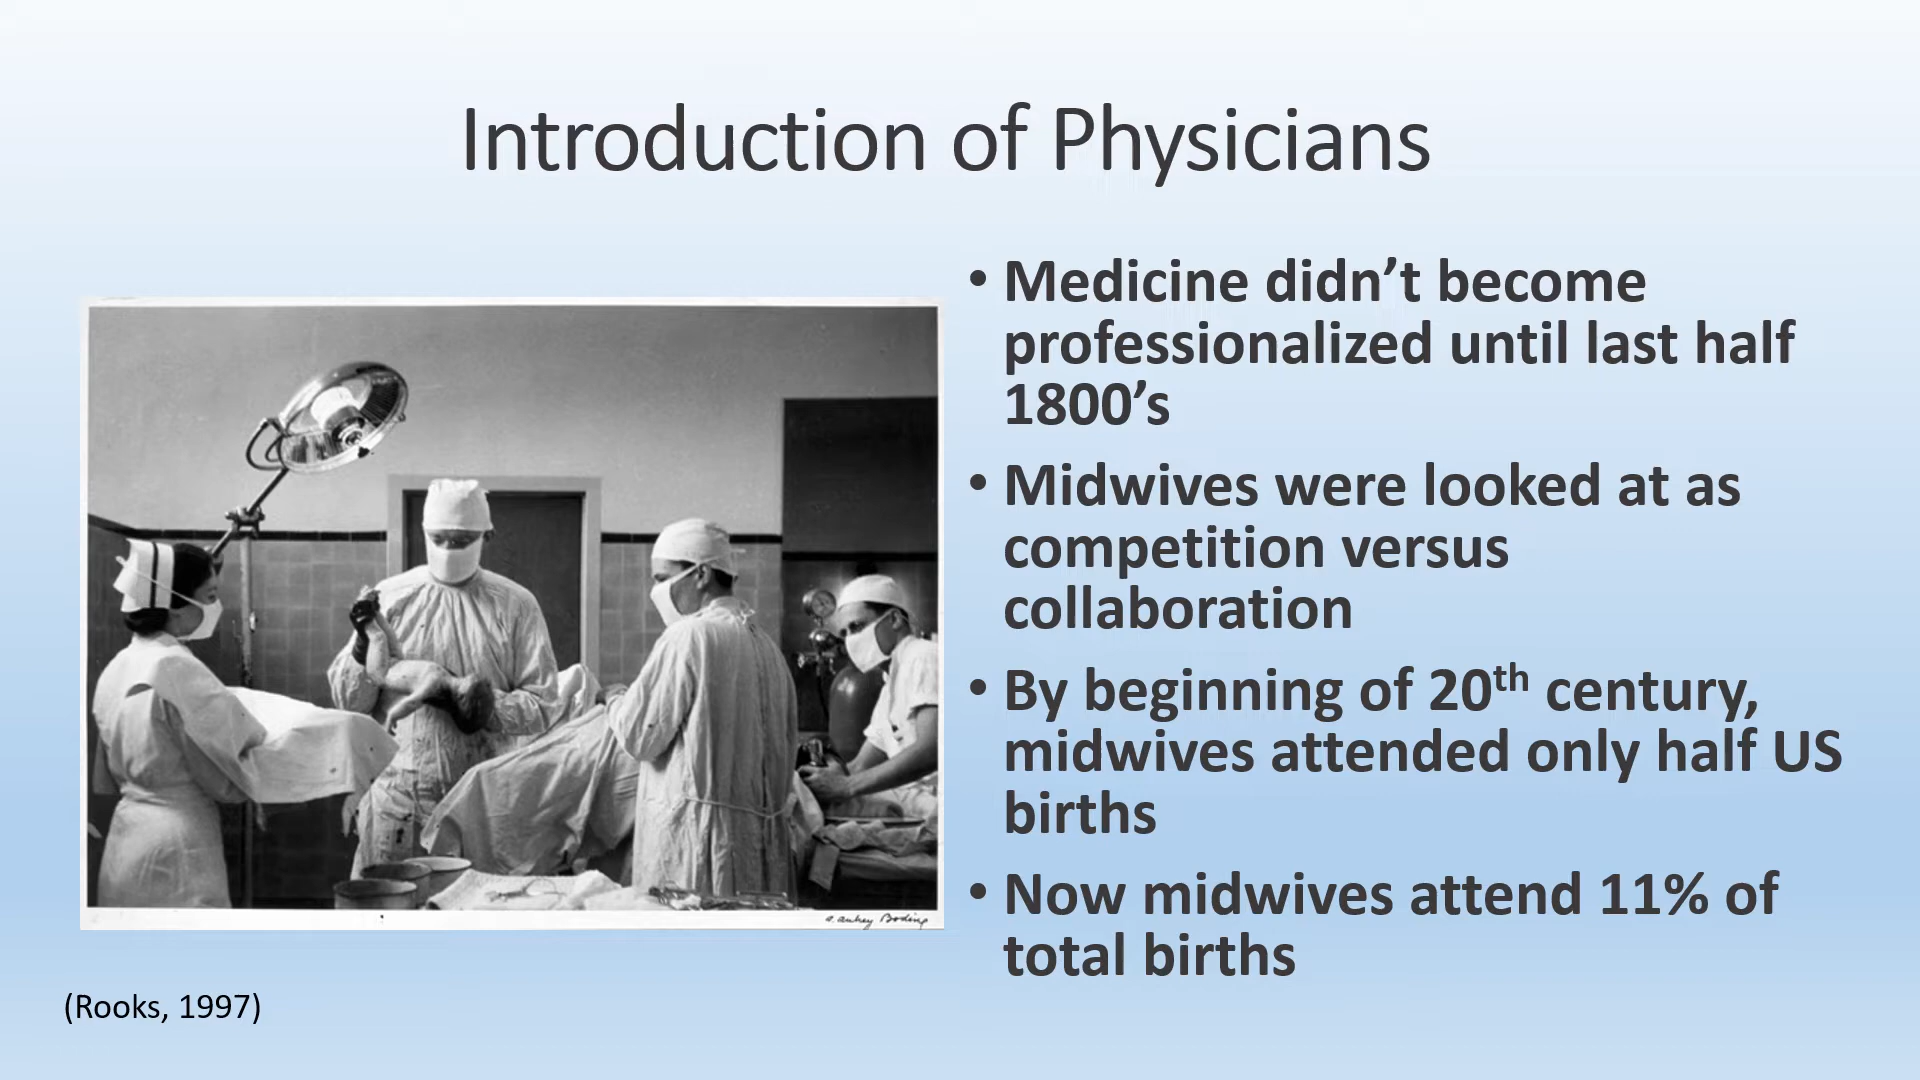 Introduction of Physicians
• Medicine didn’t become
professionalized until last half
1800’s
• Midwives were looked at as
competition versus
collaboration
• By beginning of 20th century,
midwives attended only half US
births
• Now midwives attend 11% of
total births
(Rooks, 1997)